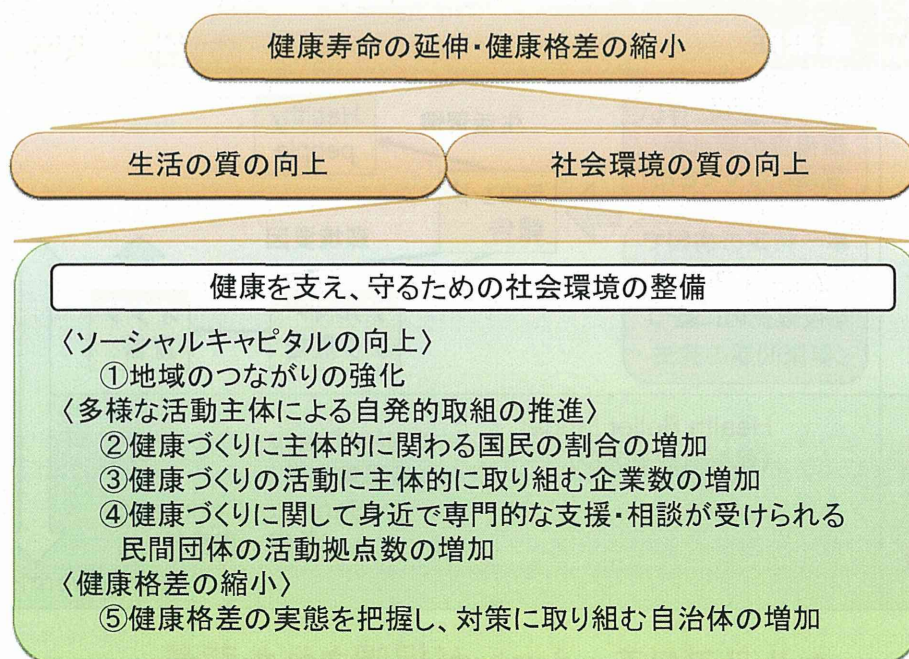 健康寿命の延伸・健康格差の縮小
生活の質の向上
社会環境の質の向上
健康を支え、守るための社会環境の整備
〈ソーシャルキャピタルの向上〉
①地域のつながりの強化
〈多様な活動主体による自発的取組の推進〉
②健康づくりに主体的に関わる国民の割合の増加
③健康づくりの活動に主体的に取り組む企業数の増加
④健康づくりに関して身近で専門的な支援・相談が受けられる
民間団体の活動拠点数の増加
〈健康格差の縮小〉
⑤健康格差の実態を把握し、対策に取り組む自治体の増加